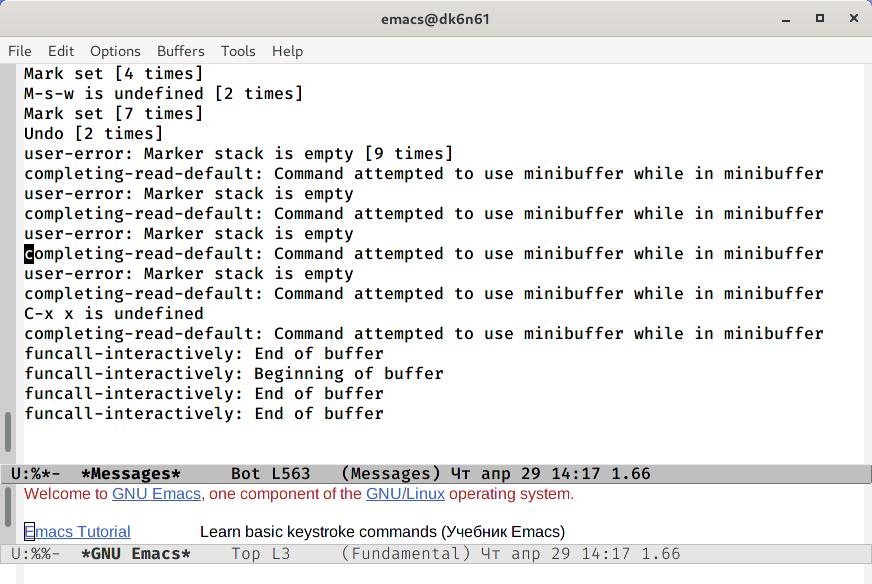 emacs@dk6n61
File Edit Options Buffers Tools Help
Mark set [4 times]
M-s-w is undefined [2 times]
Mark set [7 times]
Undo [2 times]
user-error: Marker stack is empty [9 times]
completing-read-default: Command attempted to use minibuffer while in minibuffer
user-error: Marker stack is empty
completing-read-default: Command attempted to use minibuffer while in minibuffer
user-error: Marker stack is empty
completing-read-default: Command attempted to use minibuffer while in minibuffer
user-error: Marker stack is empty
completing-read-default: Command attempted to use minibuffer while in minibuffer
C-x x is undefined
completing-read-default: Command attempted to use minibuffer while in minibuffer
funcall-interactively: End of buffer
funcall-interactively: Beginning of buffer
funcall-interactively: End of buffer
funcall-interactively: End of buffer
U:%*-  *Messages*     Bot L563   (Messages) Чт апр 29 14:17 1.66
Welcome to GNU Emacs, one component of the GNU/Linux operating system.
Emacs Tutorial Learn basic keystroke commands (Учебник Emacs)
U:%%-  *GNU Emacs*    Top L3     (Fundamental) Чт апр 29 14:17 1.66